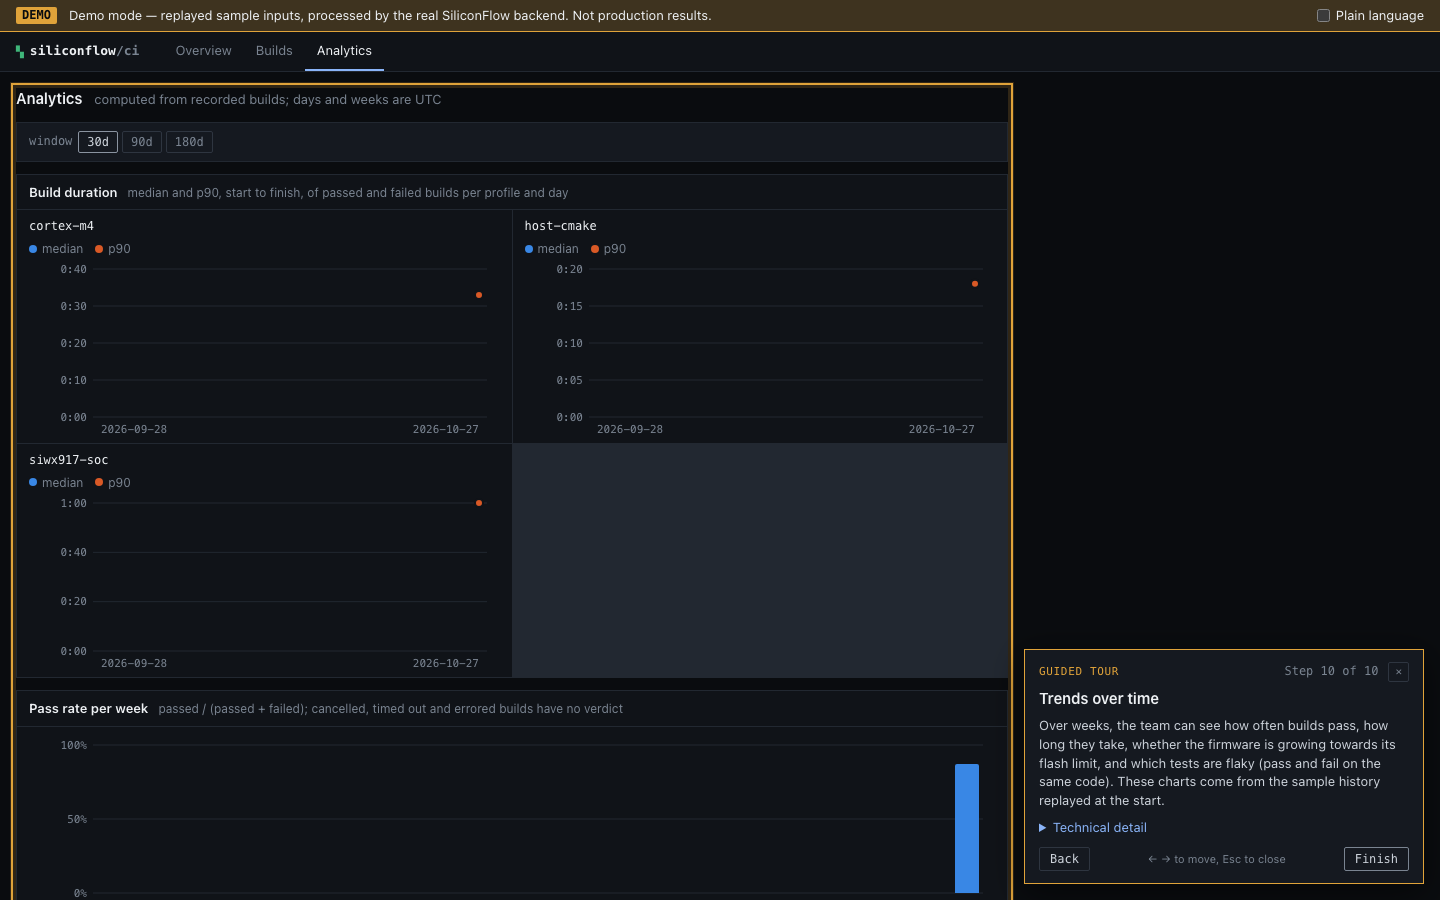 DEMO Demo mode — replayed sample inputs, processed by the real SiliconFlow backend. Not production results. Plain language
siliconflow/ci Overview Builds Analytics
Analytics computed from recorded builds; days and weeks are UTC
window 30d 90d 180d
Build duration median and p90, start to finish, of passed and failed builds per profile and day
cortex-m4
median p90
0:40
0:30
0:20
0:10
0:00
2026-09-28 2026-10-27
host-cmake
median p90
0:20
0:15
0:10
0:05
0:00
2026-09-28 2026-10-27
siwx917-soc
median p90
1:00
0:40
0:20
0:00
2026-09-28 2026-10-27
Pass rate per week passed / (passed + failed); cancelled, timed out and errored builds have no verdict
100%
50%
0%
GUIDED TOUR Step 10 of 10 ×
Trends over time
Over weeks, the team can see how often builds pass, how
long they take, whether the firmware is growing towards its
flash limit, and which tests are flaky (pass and fail on the
same code). These charts come from the sample history
replayed at the start.
▶ Technical detail
Back ← → to move, Esc to close Finish